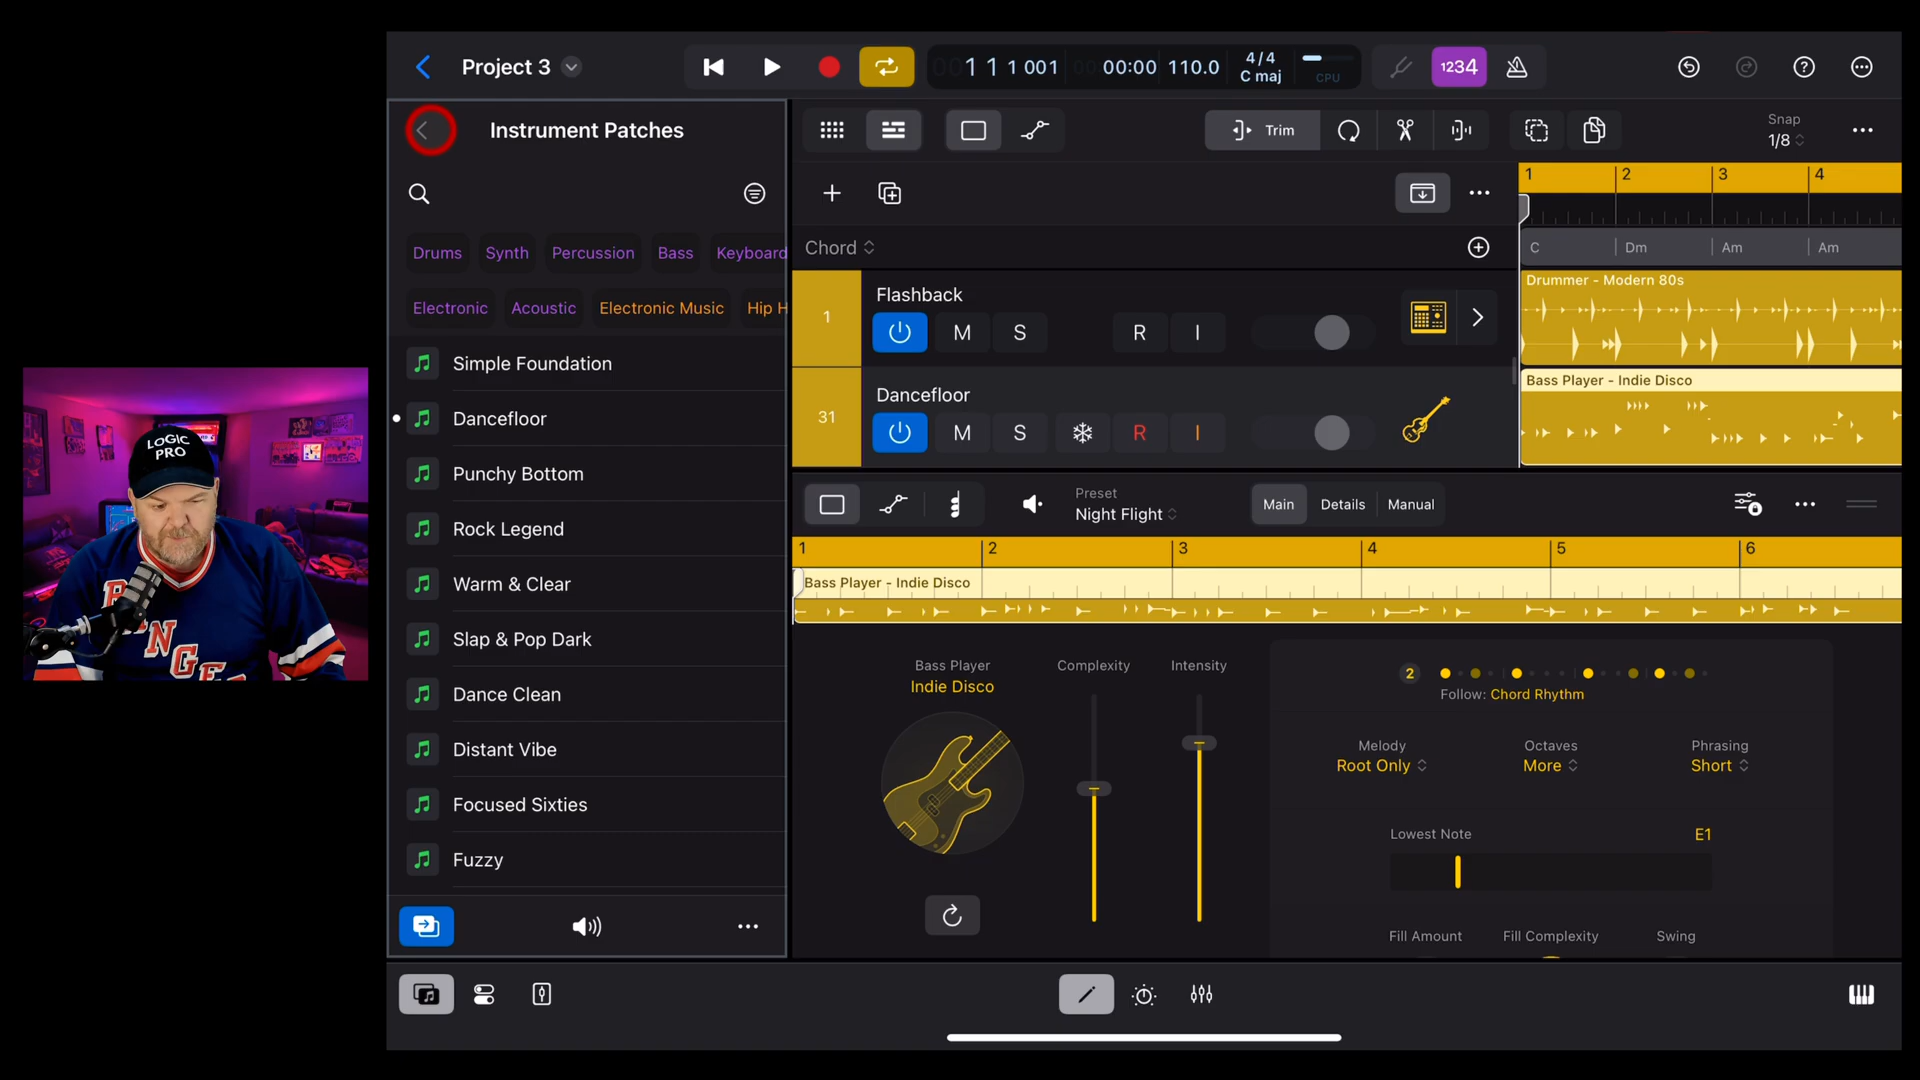 Project 3
1 1 1 001
00:00
110.0
4/4
C maj
CPU
1234
Instrument Patches
Trim
Snap
1/8
Drums
Synth
Percussion
Bass
Keyboard
Electronic
Acoustic
Electronic Music
Hip H
Simple Foundation
Dancefloor
Punchy Bottom
Rock Legend
Warm & Clear
Slap & Pop Dark
Dance Clean
Distant Vibe
Focused Sixties
Fuzzy
Chord
1 2 3 4
C Dm Am Am
1
Flashback
M S R I
Drummer - Modern 80s
31
Dancefloor
M S R I
Bass Player - Indie Disco
Preset
Night Flight
Main
Details
Manual
1 2 3 4 5 6
Bass Player - Indie Disco
Bass Player
Indie Disco
Complexity
Intensity
2
Follow: Chord Rhythm
Melody
Root Only
Octaves
More
Phrasing
Short
Lowest Note
E1
Fill Amount
Fill Complexity
Swing
LOGIC
PRO